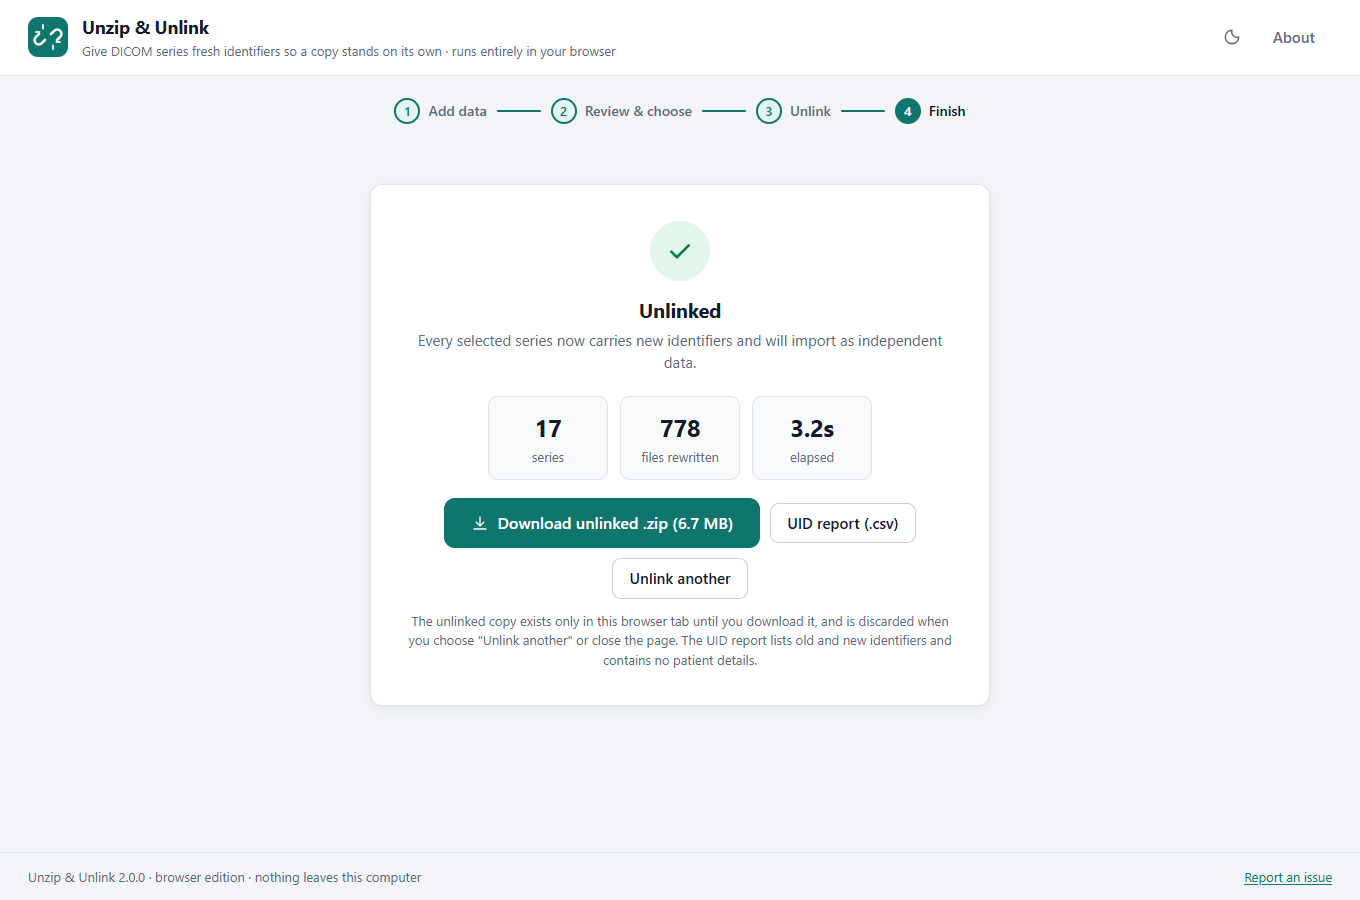 Unzip & Unlink
Give DICOM series fresh identifiers so a copy stands on its own · runs entirely in your browser
About
1 Add data
2 Review & choose
3 Unlink
4 Finish
Unlinked
Every selected series now carries new identifiers and will import as independent
data.
17
series
778
files rewritten
3.2s
elapsed
Download unlinked .zip (6.7 MB)
UID report (.csv)
Unlink another
The unlinked copy exists only in this browser tab until you download it, and is discarded when
you choose "Unlink another" or close the page. The UID report lists old and new identifiers and
contains no patient details.
Unzip & Unlink 2.0.0 · browser edition · nothing leaves this computer
Report an issue